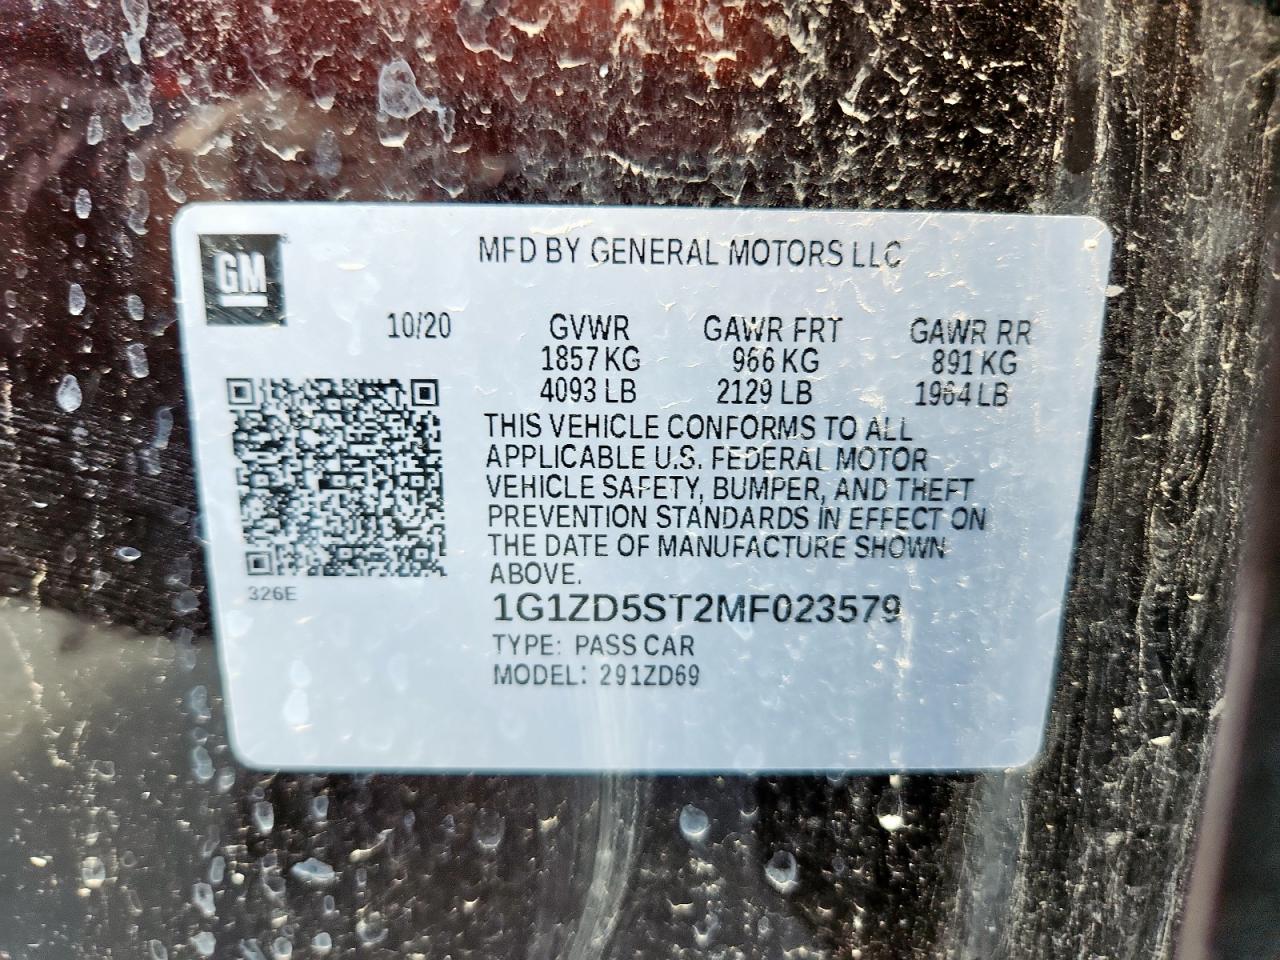 GM
MFD BY GENERAL MOTORS LLC
10/20 GVWR GAWR FRT GAWR RR
1857 KG 966 KG 891 KG
4093 LB 2129 LB 1964 LB
THIS VEHICLE CONFORMS TO ALL
APPLICABLE U.S. FEDERAL MOTOR
VEHICLE SAFETY, BUMPER, AND THEFT
PREVENTION STANDARDS IN EFFECT ON
THE DATE OF MANUFACTURE SHOWN
ABOVE.
326E
1G1ZD5ST2MF023579
TYPE: PASS CAR
MODEL: 291ZD69